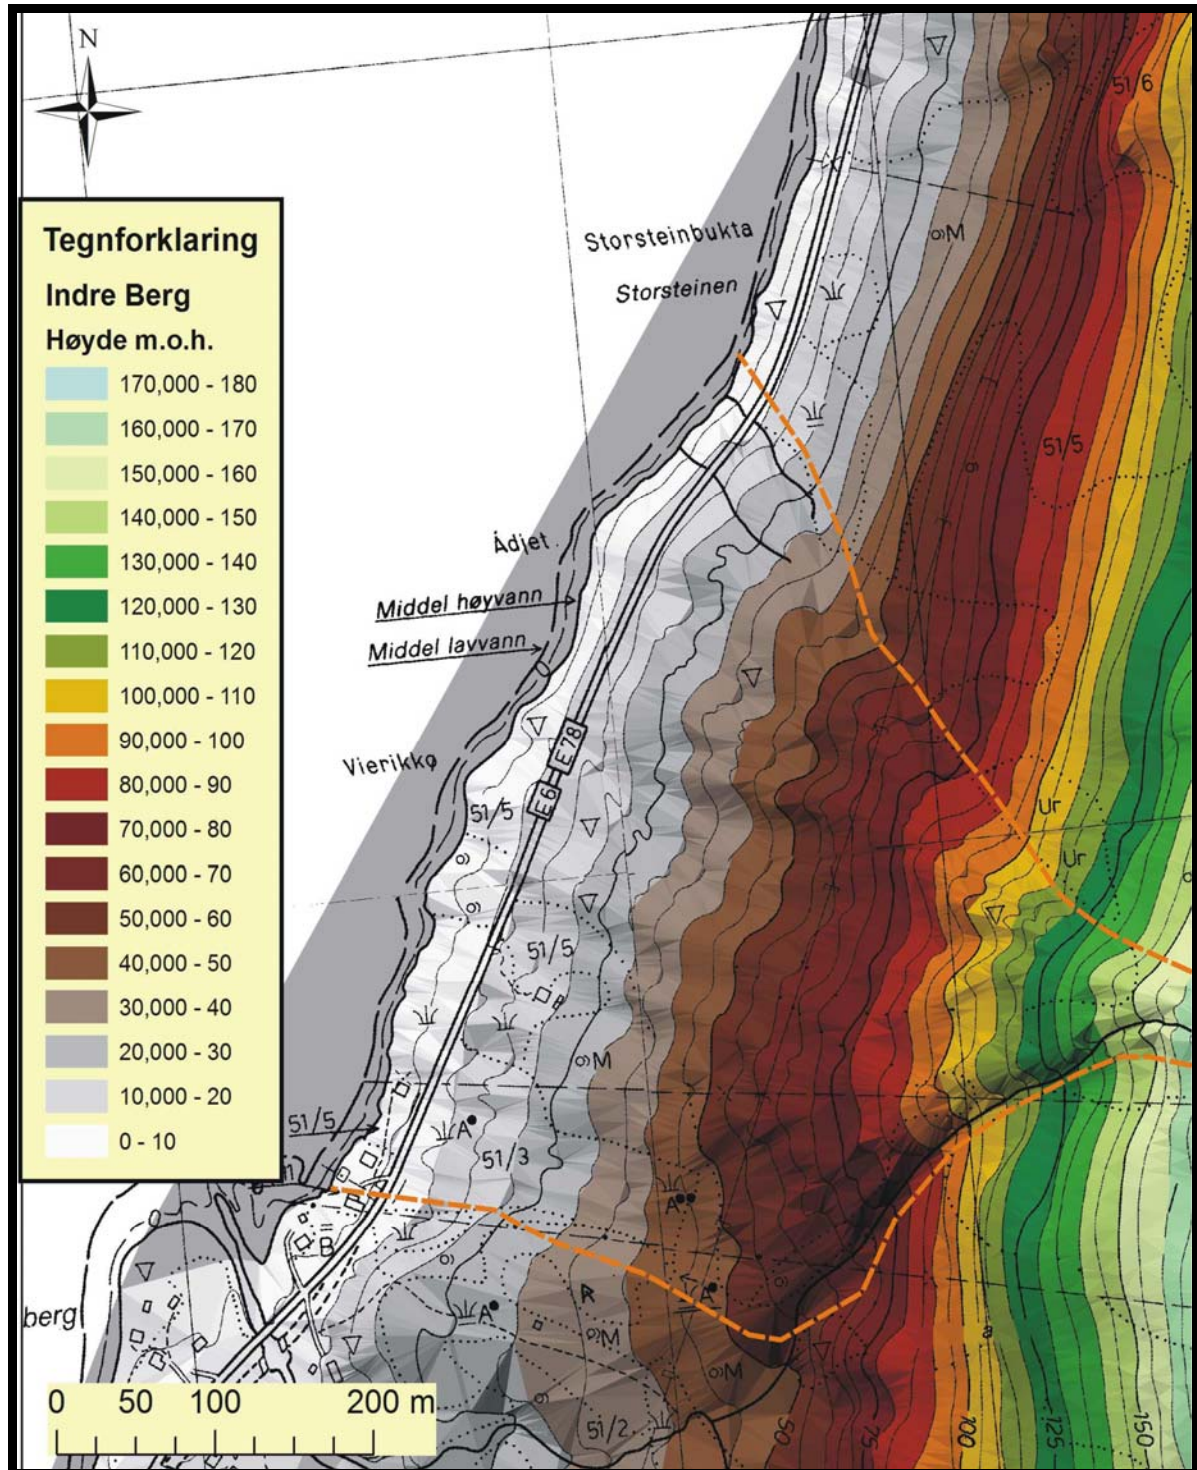 N
51/6
Storsteinbukta
M
Storsteinen
Tegnforklaring
Indre Berg
Høyde m.o.h.
170,000 - 180
160,000 - 170
150,000 - 160
140,000 - 150
130,000 - 140
120,000 - 130
110,000 - 120
100,000 - 110
90,000 - 100
80,000 - 90
70,000 - 80
60,000 - 70
50,000 - 60
40,000 - 50
30,000 - 40
20,000 - 30
10,000 - 20
0 - 10
51/5
Ådjet
Middel høyvann
Middel lavvann
E78
Vierikko
E6
51/5
Ur
Ur
51/5
M
51/5
A
51/3
A
B
A
A
berg
M
M
a
51/2
0 50 100 200 m
50
75
100
125
150